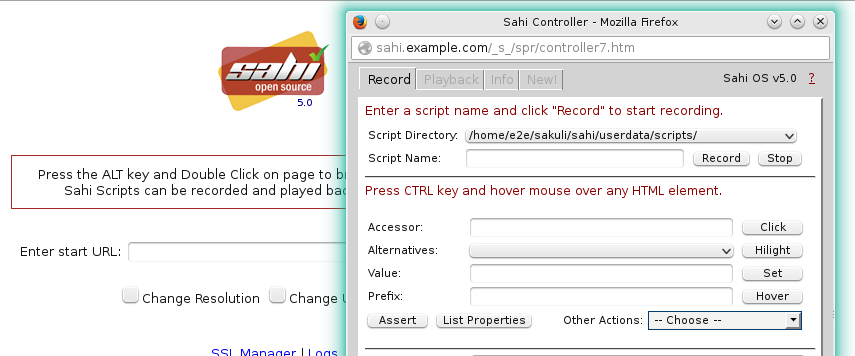 sahi
open source
5.0
Press the ALT key and Double Click on page to
Sahi Scripts can be recorded and played
Enter start URL:
Change Resolution
Change
SSL Manager | Logs
Sahi Controller - Mozilla Firefox
sahi.example.com/_s_/spr/controller7.htm
Record Playback Info New! Sahi OS v5.0 ?
Enter a script name and click "Record" to start recording.
Script Directory: /home/e2e/sakuli/sahi/userdata/scripts/
Script Name: Record Stop
Press CTRL key and hover mouse over any HTML element.
Accessor: Click
Alternatives: Hilight
Value: Set
Prefix: Hover
Assert List Properties Other Actions: -- Choose --